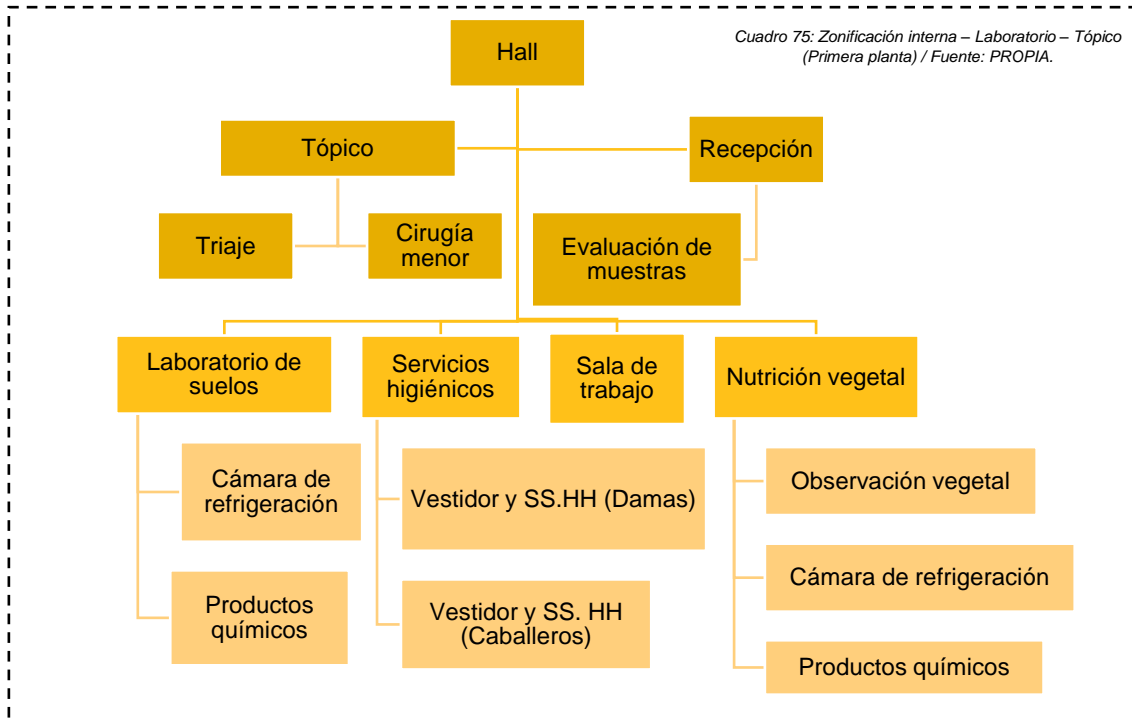 Cuadro 75: Zonificación interna – Laboratorio – Tópico
(Primera planta) / Fuente: PROPIA.
Hall
Tópico
Recepción
Triaje
Cirugía
menor
Evaluación de
muestras
Laboratorio de
suelos
Servicios
higiénicos
Sala de
trabajo
Nutrición vegetal
Cámara de
refrigeración
Productos
químicos
Vestidor y SS.HH (Damas)
Vestidor y SS. HH
(Caballeros)
Observación vegetal
Cámara de refrigeración
Productos químicos